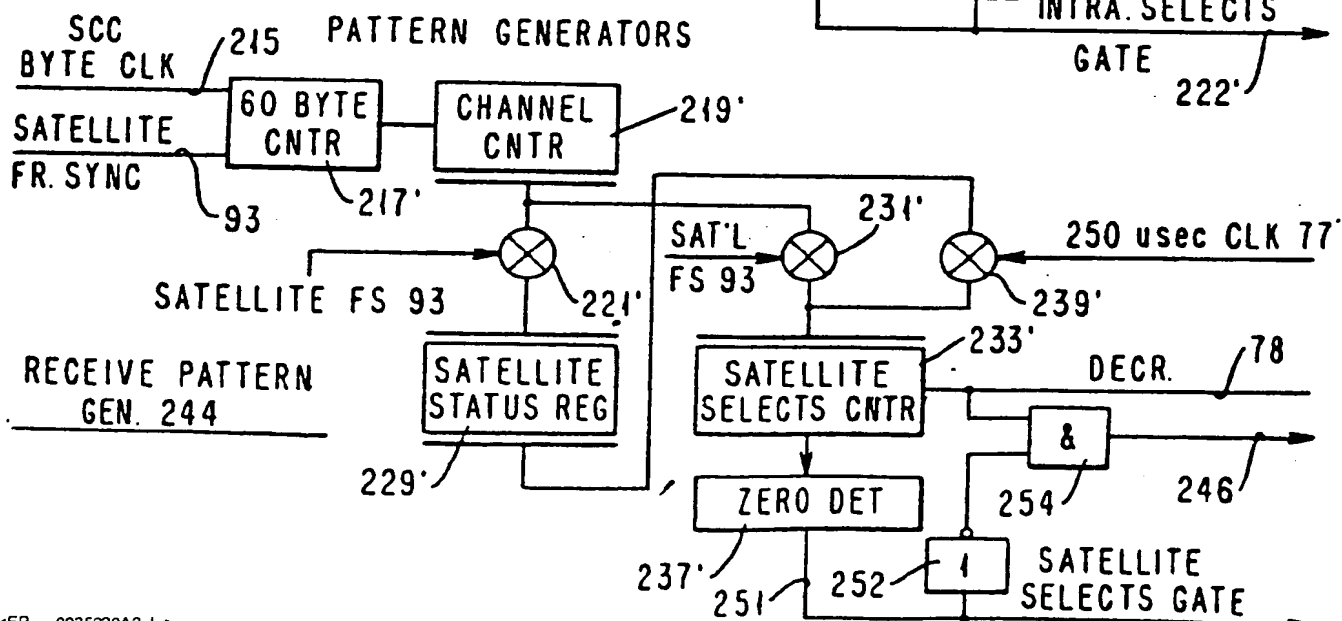 INTRA. SELECTS
GATE
222'
PATTERN GENERATORS
SCC
BYTE CLK
215
SATELLITE
FR. SYNC
93
60 BYTE
CNTR
217'
CHANNEL
CNTR
219'
SATELLITE FS 93
221'
SAT'L
FS 93
231'
250 usec CLK 77'
239'
RECEIVE PATTERN
GEN. 244
SATELLITE
STATUS REG
229'
SATELLITE
SELECTS CNTR
233'
DECR.
78
&
254
246
ZERO DET
237'
251
252
1
SATELLITE
SELECTS GATE